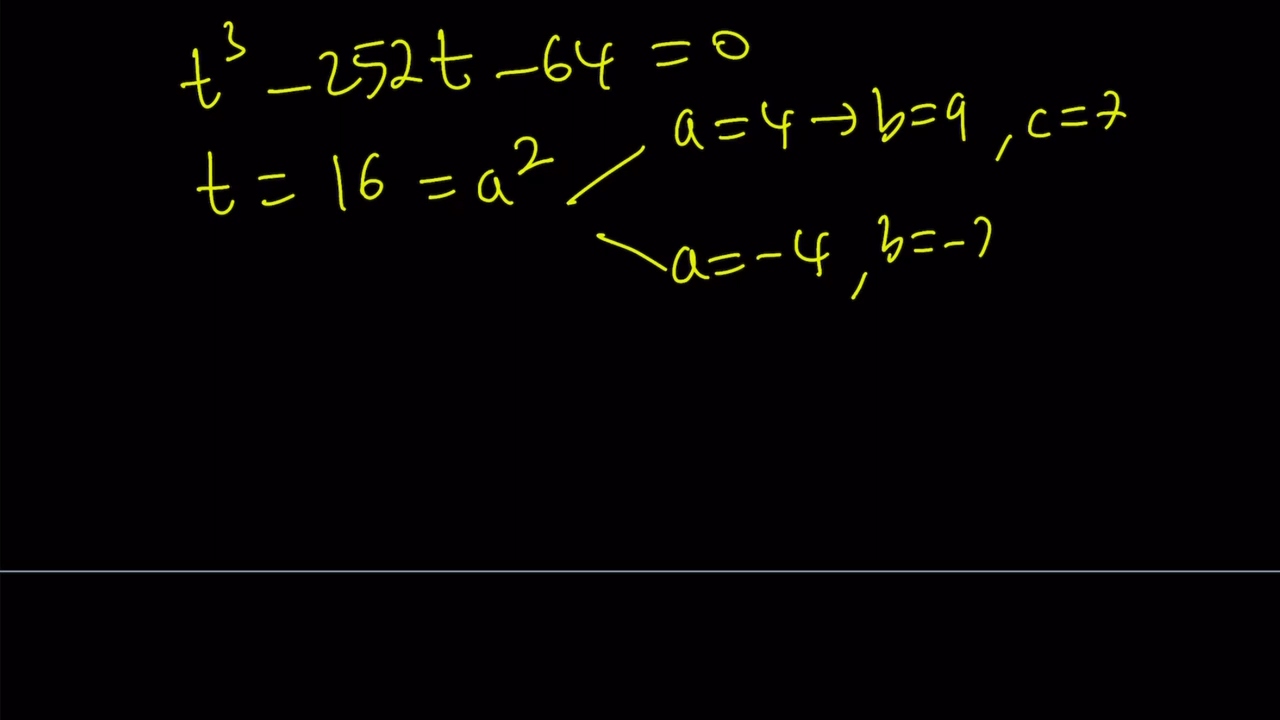 t³ – 252t – 64 = 0
a = 4 → b = 9, c = 7
t = 16 = a²
a = –4, b = –7